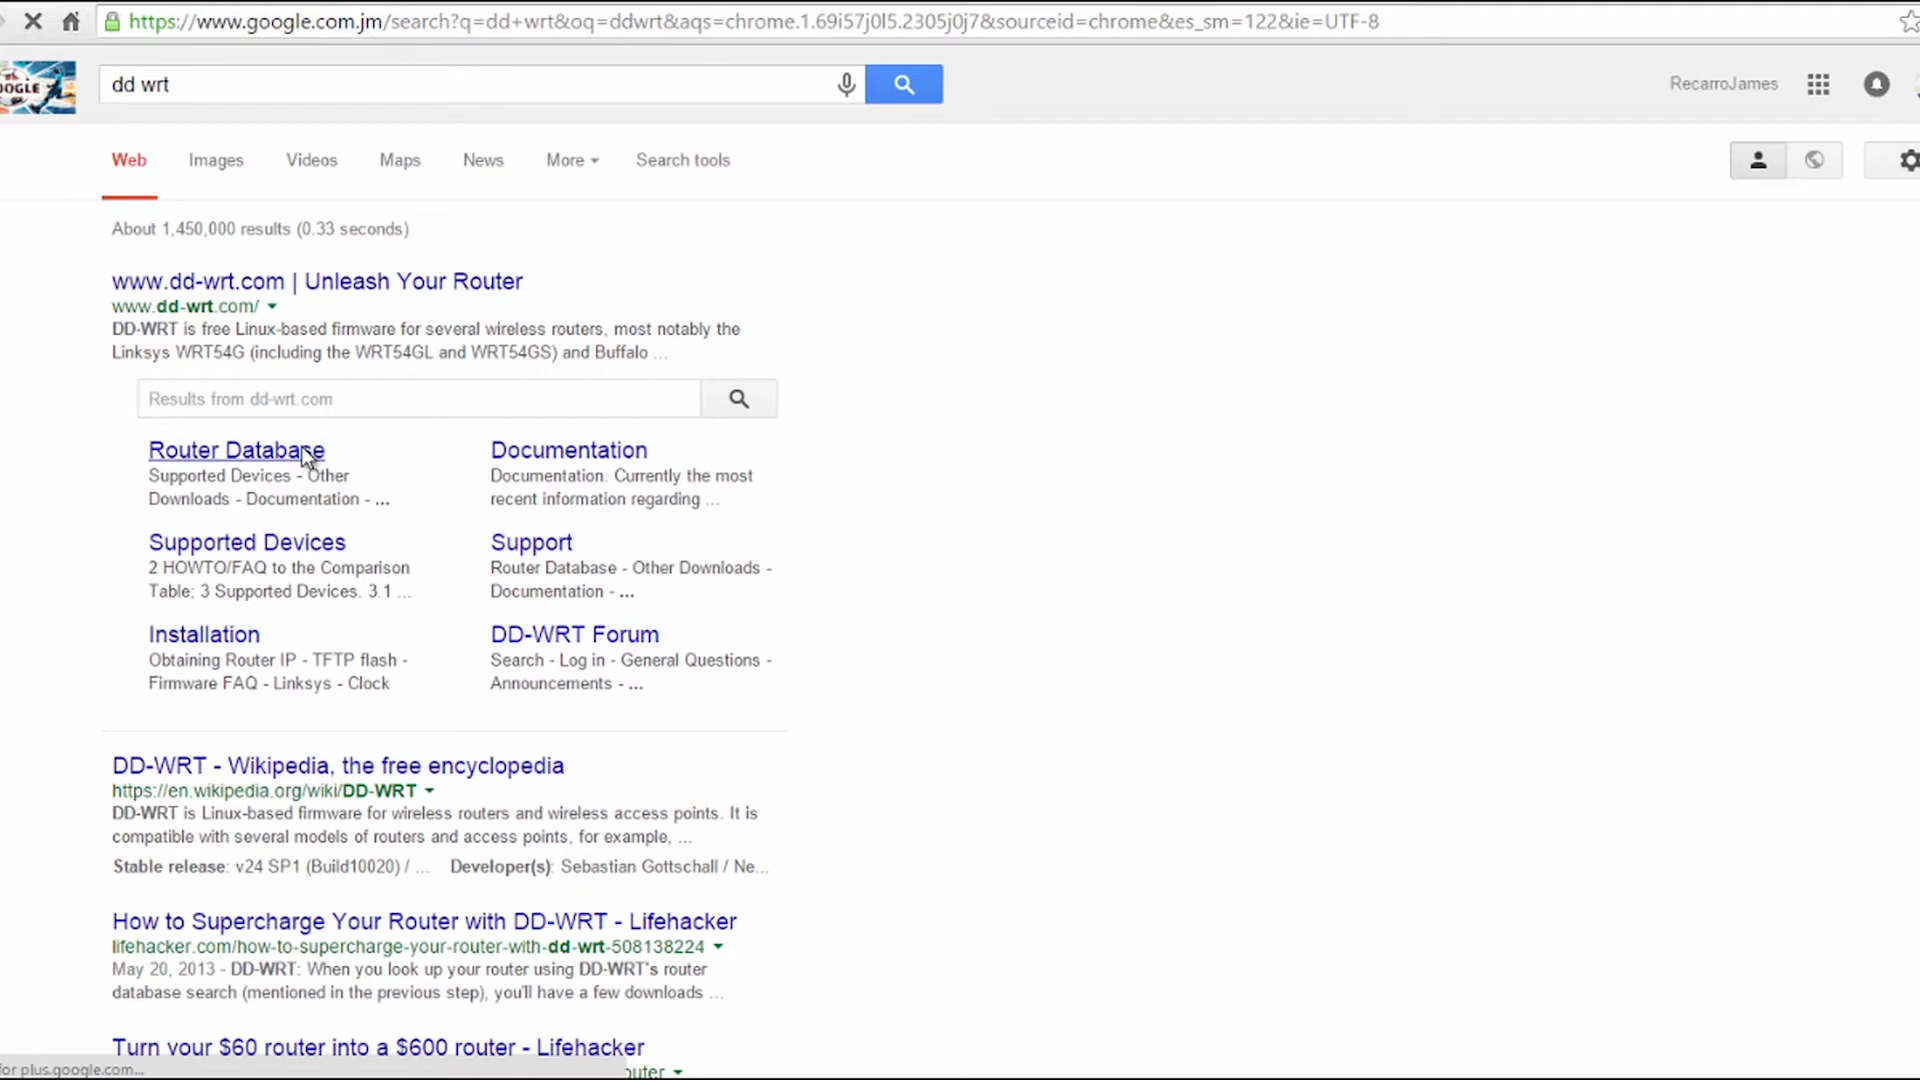 https://www.google.com.jm/search?q=dd+wrt&oq=ddwrt&aqs=chrome.1.69i57j0l5.2305j0j7&sourceid=chrome&es_sm=122&ie=UTF-8
OOGLE
dd wrt
RecarroJames
Web Images Videos Maps News More Search tools
About 1,450,000 results (0.33 seconds)
www.dd-wrt.com | Unleash Your Router
www.dd-wrt.com/
DD-WRT is free Linux-based firmware for several wireless routers, most notably the
Linksys WRT54G (including the WRT54GL and WRT54GS) and Buffalo ...
Results from dd-wrt.com
Router Database
Supported Devices - Other
Downloads - Documentation - ...
Documentation
Documentation. Currently the most
recent information regarding ...
Supported Devices
2 HOWTO/FAQ to the Comparison
Table; 3 Supported Devices. 3.1 ...
Support
Router Database - Other Downloads -
Documentation - ...
Installation
Obtaining Router IP - TFTP flash -
Firmware FAQ - Linksys - Clock
DD-WRT Forum
Search - Log in - General Questions -
Announcements - ...
DD-WRT - Wikipedia, the free encyclopedia
https://en.wikipedia.org/wiki/DD-WRT
DD-WRT is Linux-based firmware for wireless routers and wireless access points. It is
compatible with several models of routers and access points, for example, ...
Stable release: v24 SP1 (Build10020) / ... Developer(s): Sebastian Gottschall / Ne...
How to Supercharge Your Router with DD-WRT - Lifehacker
lifehacker.com/how-to-supercharge-your-router-with-dd-wrt-508138224
May 20, 2013 - DD-WRT: When you look up your router using DD-WRT's router
database search (mentioned in the previous step), you'll have a few downloads ...
Turn your $60 router into a $600 router - Lifehacker
for plus.google.com...
outer